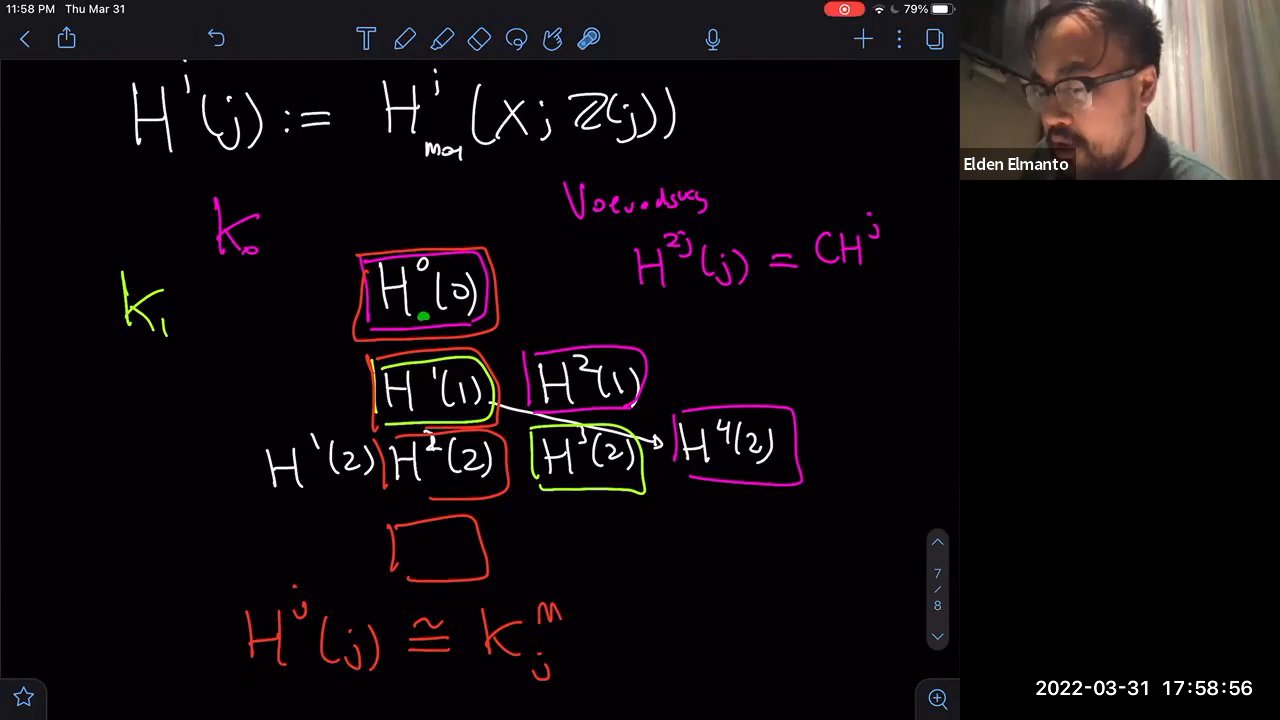 11:58 PM Thu Mar 31
79%
H^i(j) := H^i_mot(X; Z(j))
Elden Elmanto
K_0
Voevodsky
H^{2j}(j) = CH^j
K_1
H^0(0)
H^1(1) H^2(1)
H^1(2) H^2(2) H^3(2) H^4(2)
7
/
8
H^j(j) ≅ K^M_j
2022-03-31 17:58:56